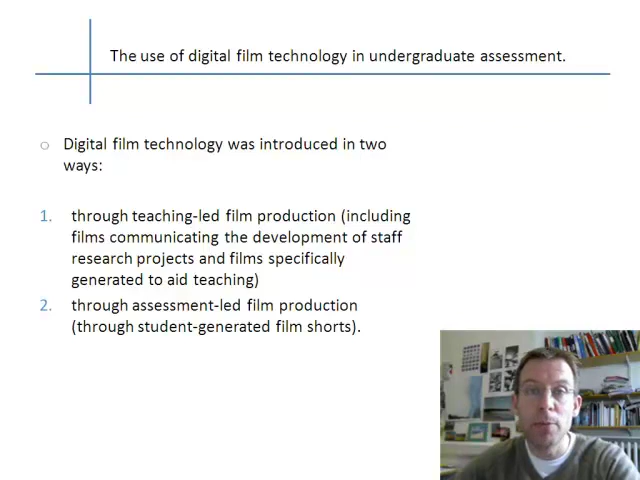 The use of digital film technology in undergraduate assessment.
o Digital film technology was introduced in two
ways:
1. through teaching-led film production (including
films communicating the development of staff
research projects and films specifically
generated to aid teaching)
2. through assessment-led film production
(through student-generated film shorts).